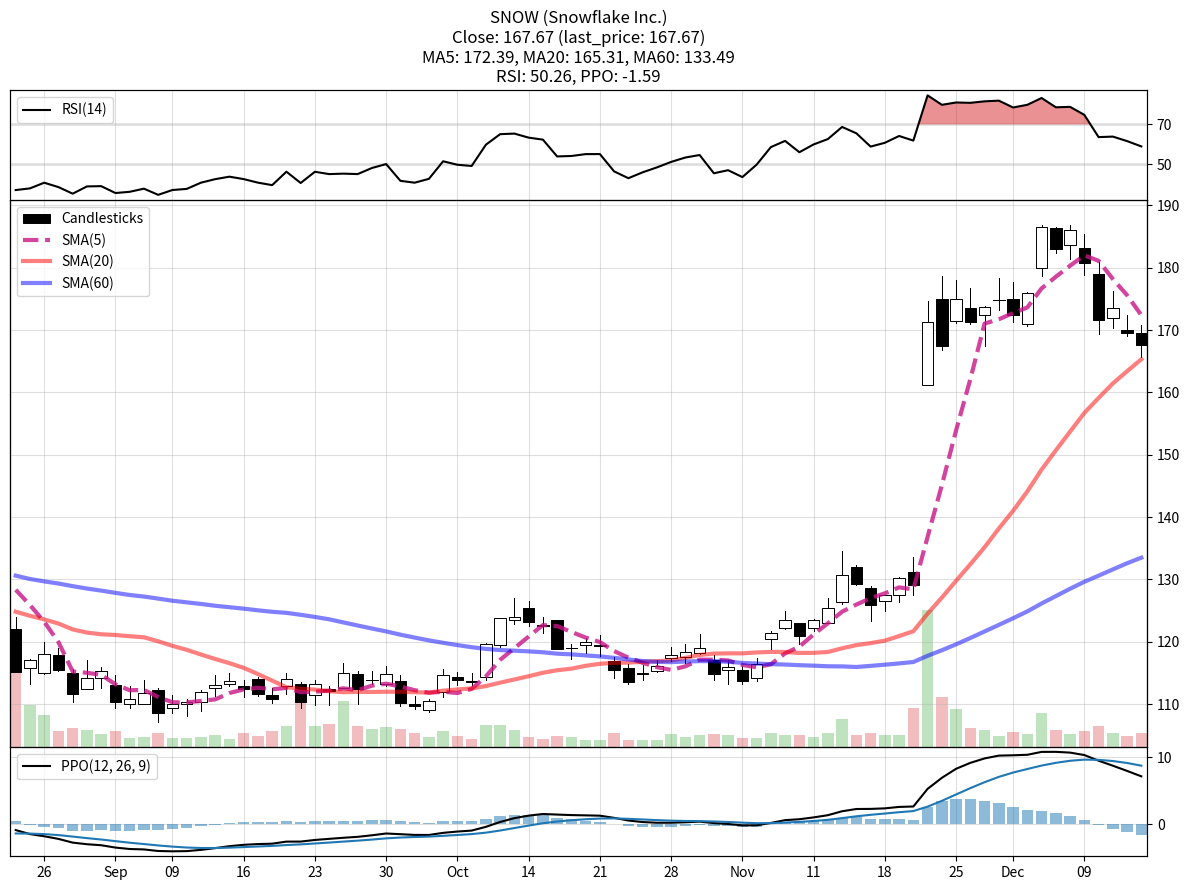 SNOW (Snowflake Inc.)
Close: 167.67 (last_price: 167.67)
MA5: 172.39, MA20: 165.31, MA60: 133.49
RSI: 50.26, PPO: -1.59
RSI(14)
70
50
Candlesticks
SMA(5)
SMA(20)
SMA(60)
190
180
170
160
150
140
130
120
110
PPO(12, 26, 9)
10
0
26 Sep 09 16 23 30 Oct 14 21 28 Nov 11 18 25 Dec 09